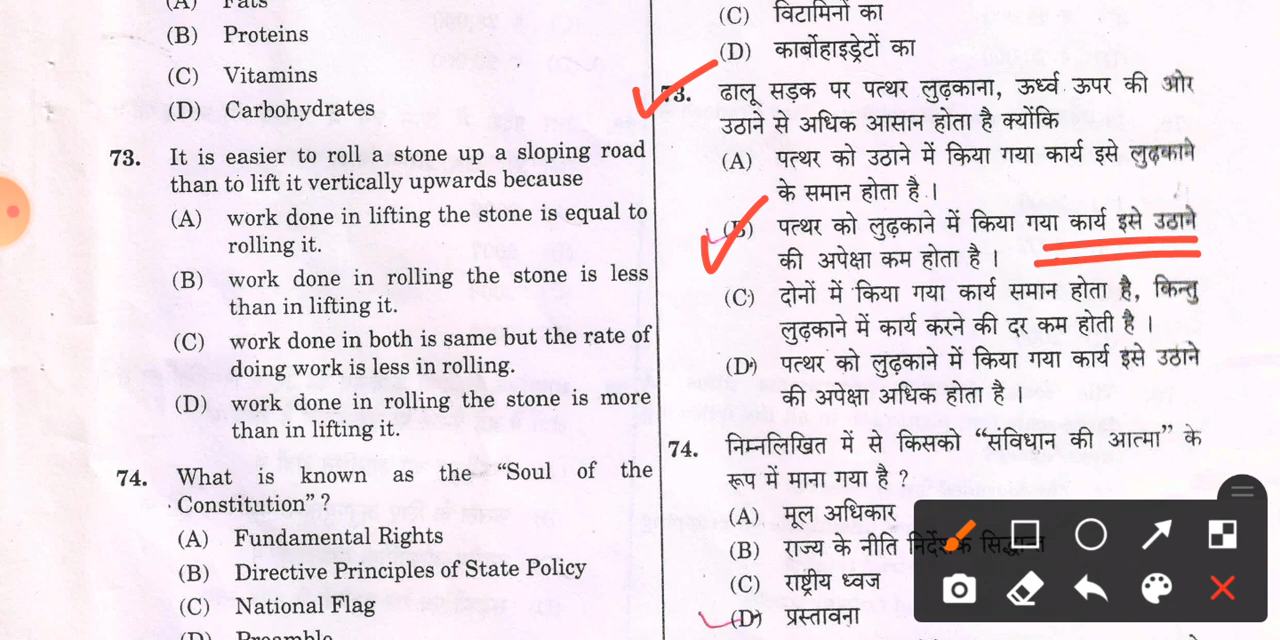 (A) Fats
(B) Proteins
(C) Vitamins
(D) Carbohydrates
73. It is easier to roll a stone up a sloping road
than to lift it vertically upwards because
(A) work done in lifting the stone is equal to
rolling it.
(B) work done in rolling the stone is less
than in lifting it.
(C) work done in both is same but the rate of
doing work is less in rolling.
(D) work done in rolling the stone is more
than in lifting it.
74. What is known as the “Soul of the
Constitution” ?
(A) Fundamental Rights
(B) Directive Principles of State Policy
(C) National Flag
(D) Preamble
(C) विटामिनों का
(D) कार्बोहाइड्रेटों का
73. ढालू सड़क पर पत्थर लुढ़काना, ऊर्ध्व ऊपर की ओर
उठाने से अधिक आसान होता है क्योंकि
(A) पत्थर को उठाने में किया गया कार्य इसे लुढ़काने
के समान होता है ।
(B) पत्थर को लुढ़काने में किया गया कार्य इसे उठाने
की अपेक्षा कम होता है ।
(C) दोनों में किया गया कार्य समान होता है, किन्तु
लुढ़काने में कार्य करने की दर कम होती है ।
(D) पत्थर को लुढ़काने में किया गया कार्य इसे उठाने
की अपेक्षा अधिक होता है ।
74. निम्नलिखित में से किसको “संविधान की आत्मा” के
रूप में माना गया है ?
(A) मूल अधिकार
(B) राज्य के नीति निर्देशक सिद्धान्त
(C) राष्ट्रीय ध्वज
(D) प्रस्तावना